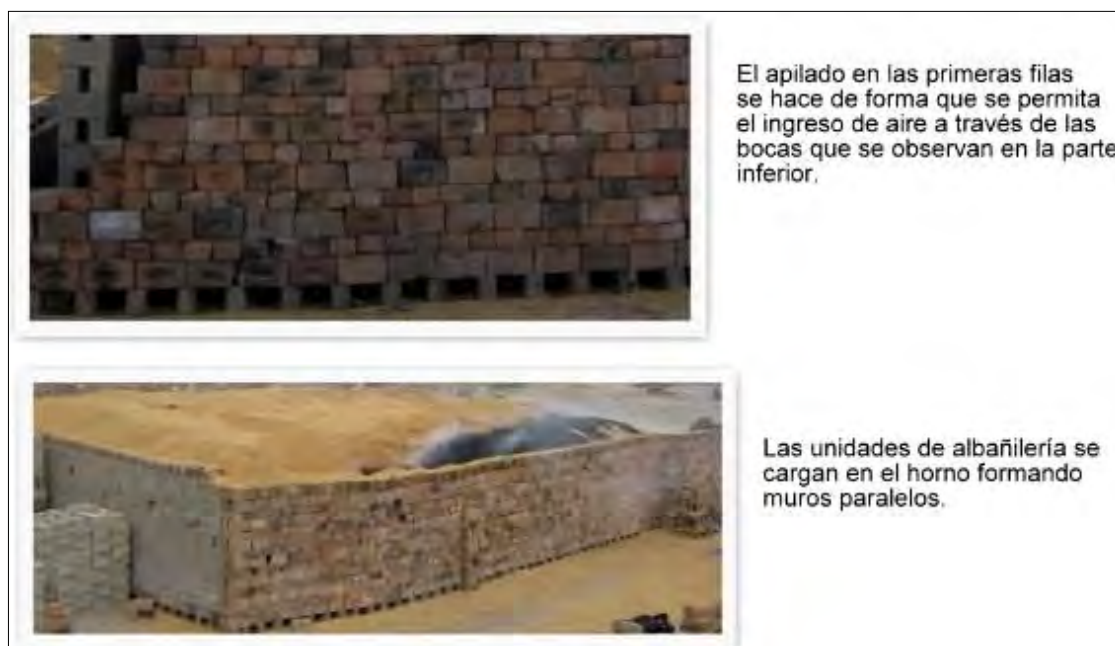 El apilado en las primeras filas
se hace de forma que se permita
el ingreso de aire a través de las
bocas que se observan en la parte
inferior.
Las unidades de albañilería se
cargan en el horno formando
muros paralelos.